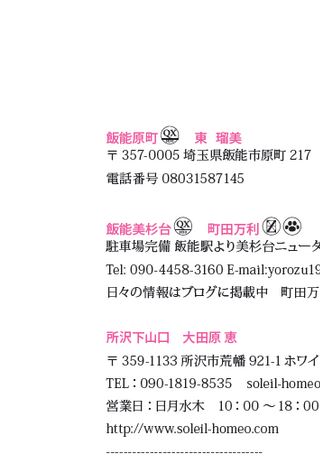 飯能原町 QX 東 瑠美
〒 357-0005 埼玉県飯能市原町 217
電話番号 08031587145
飯能美杉台 QX 町田万利 Z
駐車場完備 飯能駅より美杉台ニュータ
Tel: 090-4458-3160 E-mail:yorozu19
日々の情報はブログに掲載中 町田万
所沢下山口 大田原 恵
〒 359-1133 所沢市荒幡 921-1 ホワイ
TEL：090-1819-8535 soleil-homeo
営業日：日月水木 10：00 ～ 18：00
http://www.soleil-homeo.com
-----------------------------------